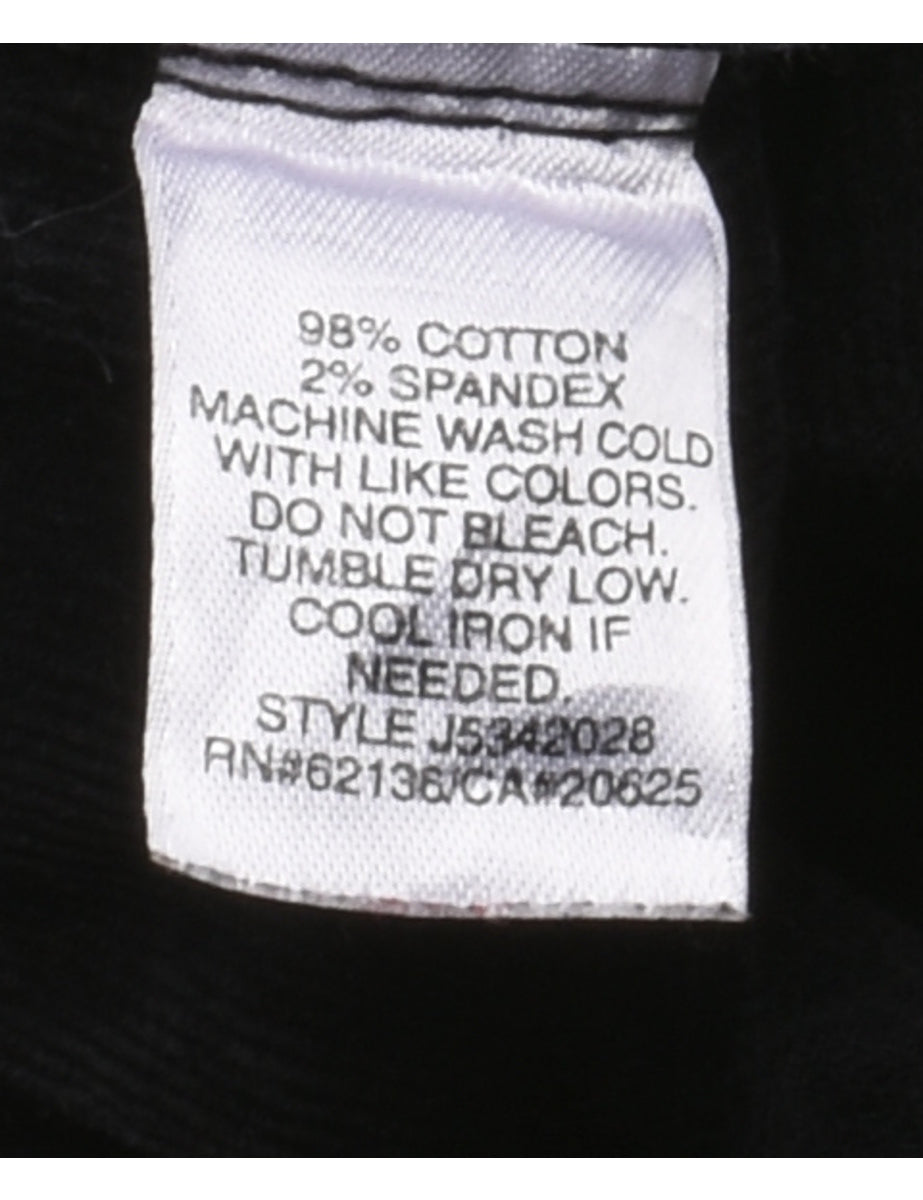 98% COTTON
2% SPANDEX
MACHINE WASH COLD
WITH LIKE COLORS.
DO NOT BLEACH.
TUMBLE DRY LOW.
COOL IRON IF
NEEDED.
STYLE J5342028
RN#62136/CA#20625